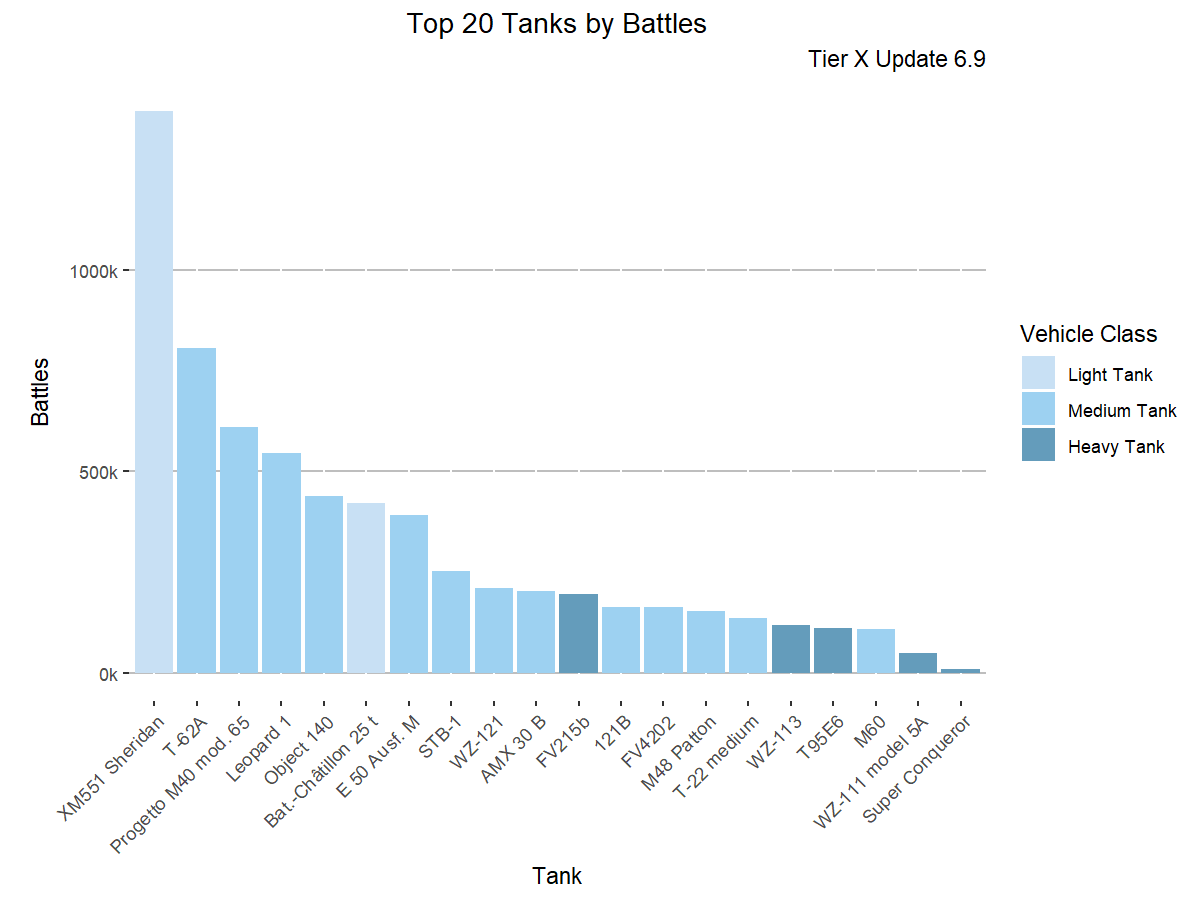 Top 20 Tanks by Battles
Tier X Update 6.9
1000k
500k
0k
Battles
XM551 Sheridan
T-62A
Progetto M40 mod. 65
Leopard 1
Object 140
Bat.-Châtillon 25 t
E 50 Ausf. M
STB-1
WZ-121
AMX 30 B
FV215b
121B
FV4202
M48 Patton
T-22 medium
WZ-113
T95E6
M60
WZ-111 model 5A
Super Conqueror
Tank
Vehicle Class
Light Tank
Medium Tank
Heavy Tank